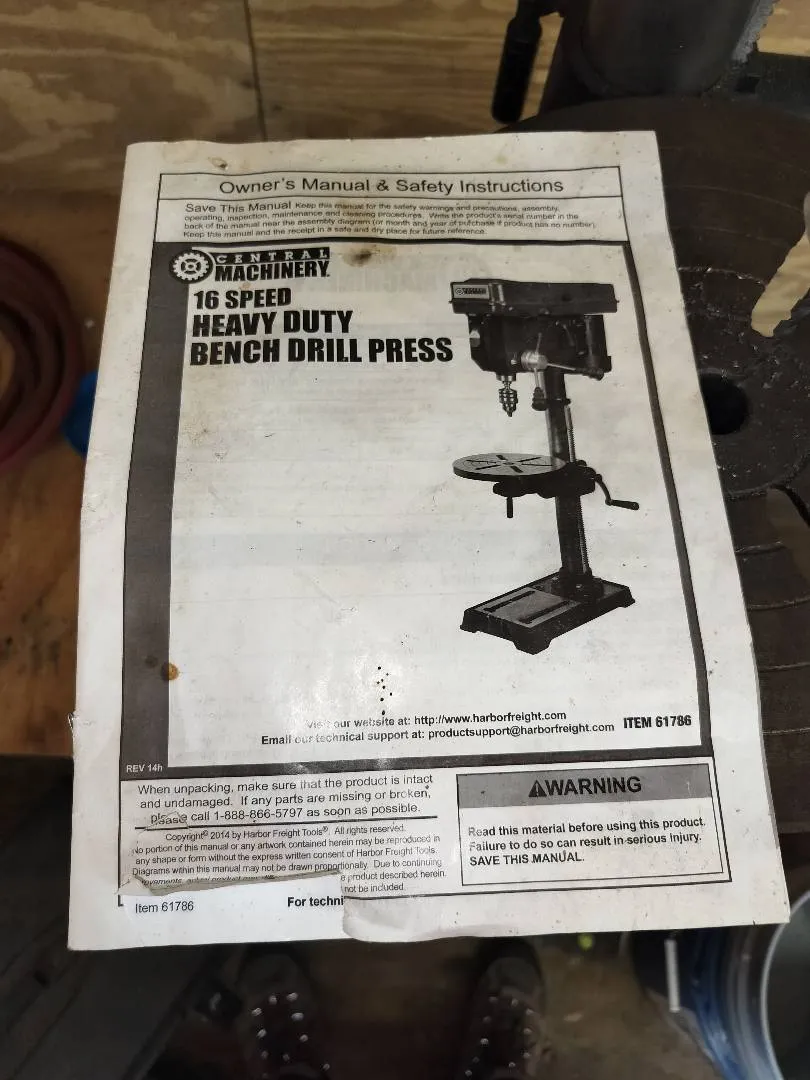 Owner's Manual & Safety Instructions
Save This Manual Keep this manual for the safety warnings and precautions, assembly,
operating, inspection, maintenance and cleaning procedures. Write the product's serial number in the
back of the manual near the assembly diagram (or month and year of purchase if product has no number).
Keep this manual and the receipt in a safe and dry place for future reference.
CENTRAL
MACHINERY
16 SPEED
HEAVY DUTY
BENCH DRILL PRESS
Visit our website at: http://www.harborfreight.com
Email our technical support at: productsupport@harborfreight.com
ITEM 61786
REV 14h
When unpacking, make sure that the product is intact
and undamaged. If any parts are missing or broken,
please call 1-888-866-5797 as soon as possible.
Copyright© 2014 by Harbor Freight Tools®. All rights reserved.
No portion of this manual or any artwork contained herein may be reproduced in
any shape or form without the express written consent of Harbor Freight Tools.
Diagrams within this manual may not be drawn proportionally. Due to continuing
product described herein.
not be included.
⚠WARNING
Read this material before using this product.
Failure to do so can result in serious injury.
SAVE THIS MANUAL.
Item 61786
For techni